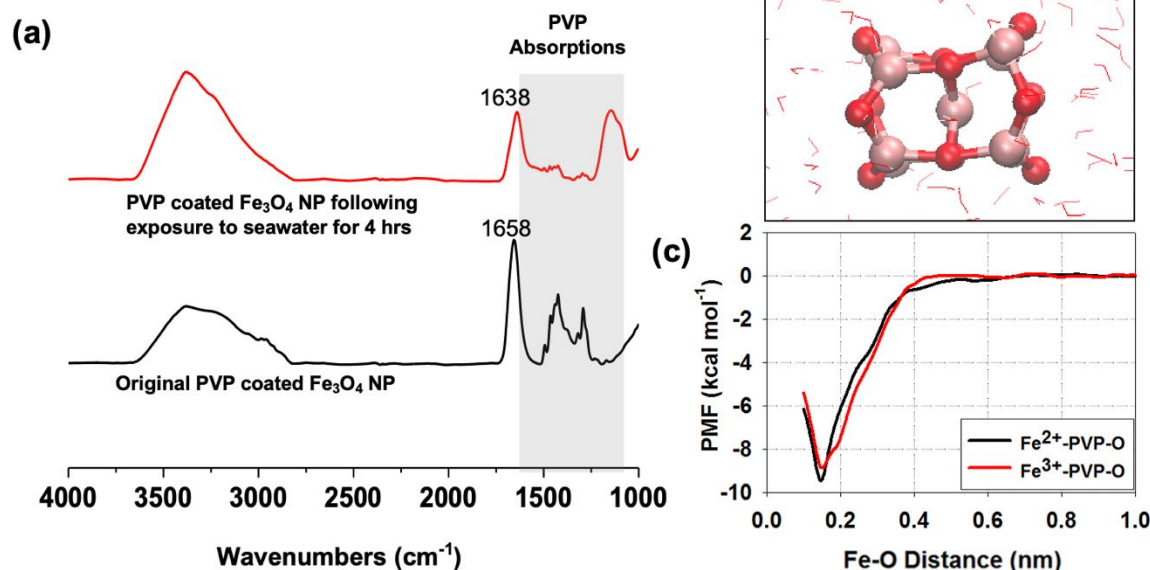 (a)
PVP
Absorptions
1638
PVP coated Fe₃O₄ NP following
exposure to seawater for 4 hrs
1658
Original PVP coated Fe₃O₄ NP
4000 3500 3000 2500 2000 1500 1000
Wavenumbers (cm⁻¹)
(c)
PMF (kcal mol⁻¹)
2
0
-2
-4
-6
-8
-10
Fe²⁺-PVP-O
Fe³⁺-PVP-O
0.0 0.2 0.4 0.6 0.8 1.0
Fe-O Distance (nm)